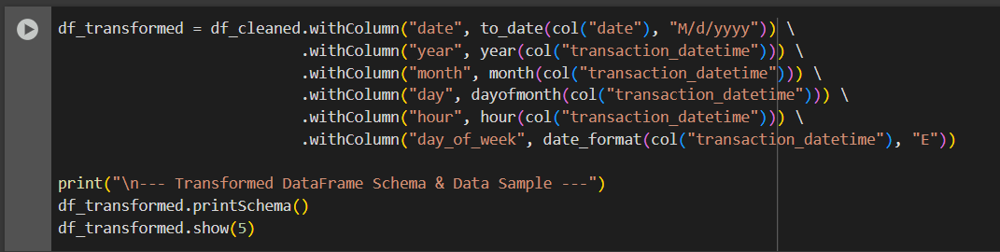 df_transformed = df_cleaned.withColumn("date", to_date(col("date"), "M/d/yyyy")) \
.withColumn("year", year(col("transaction_datetime"))) \
.withColumn("month", month(col("transaction_datetime"))) \
.withColumn("day", dayofmonth(col("transaction_datetime"))) \
.withColumn("hour", hour(col("transaction_datetime"))) \
.withColumn("day_of_week", date_format(col("transaction_datetime"), "E"))
print("\n--- Transformed DataFrame Schema & Data Sample ---")
df_transformed.printSchema()
df_transformed.show(5)